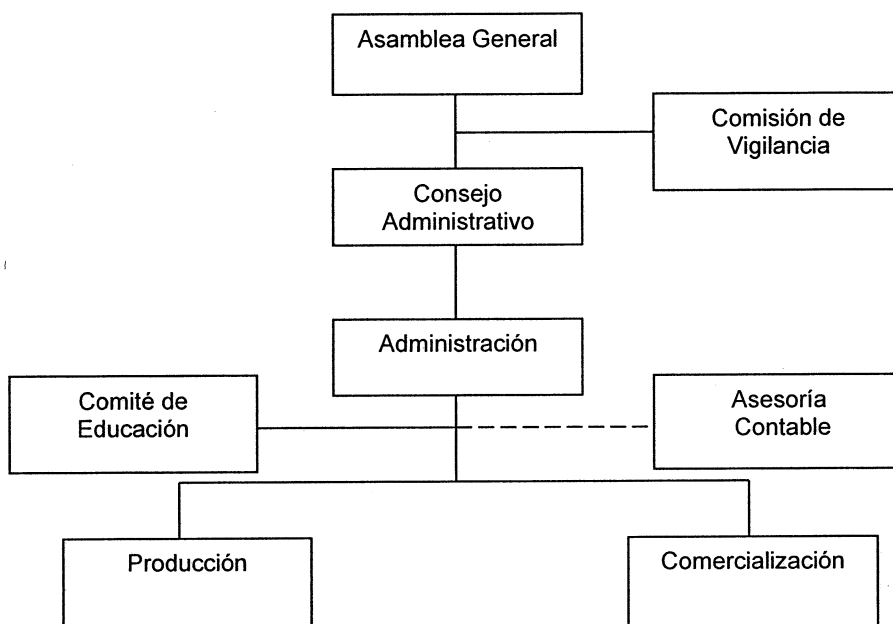 Asamblea General
Comisión de
Vigilancia
Consejo
Administrativo
Administración
Comité de
Educación
Asesoría
Contable
Producción
Comercialización